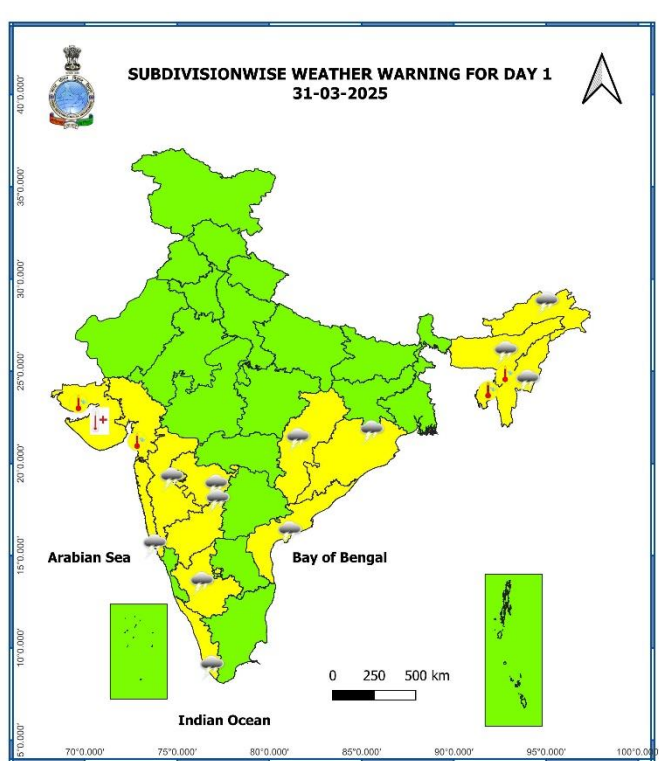 SUBDIVISIONWISE WEATHER WARNING FOR DAY 1
31-03-2025
40°0.000'
35°0.000'
30°0.000'
25°0.000'
20°0.000'
15°0.000'
10°0.000'
5°0.000'
Arabian Sea
Bay of Bengal
0 250 500 km
Indian Ocean
70°0.000' 75°0.000' 80°0.000' 85°0.000' 90°0.000' 95°0.000' 100°0.000'